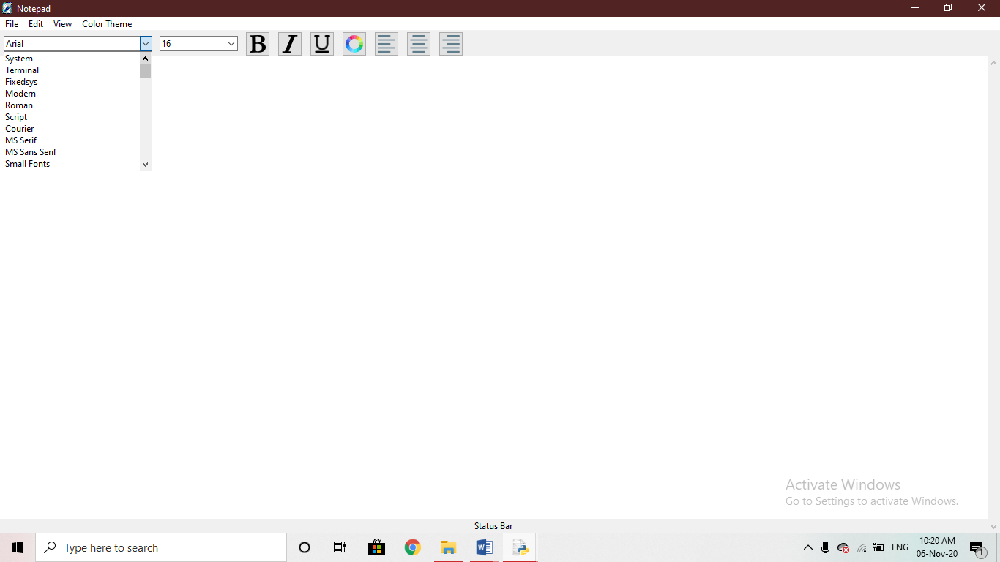 Notepad
File Edit View Color Theme
Arial 16 B I U
System
Terminal
Fixedsys
Modern
Roman
Script
Courier
MS Serif
MS Sans Serif
Small Fonts
Activate Windows
Go to Settings to activate Windows.
Status Bar
Type here to search
W
ENG
10:20 AM
06-Nov-20
1